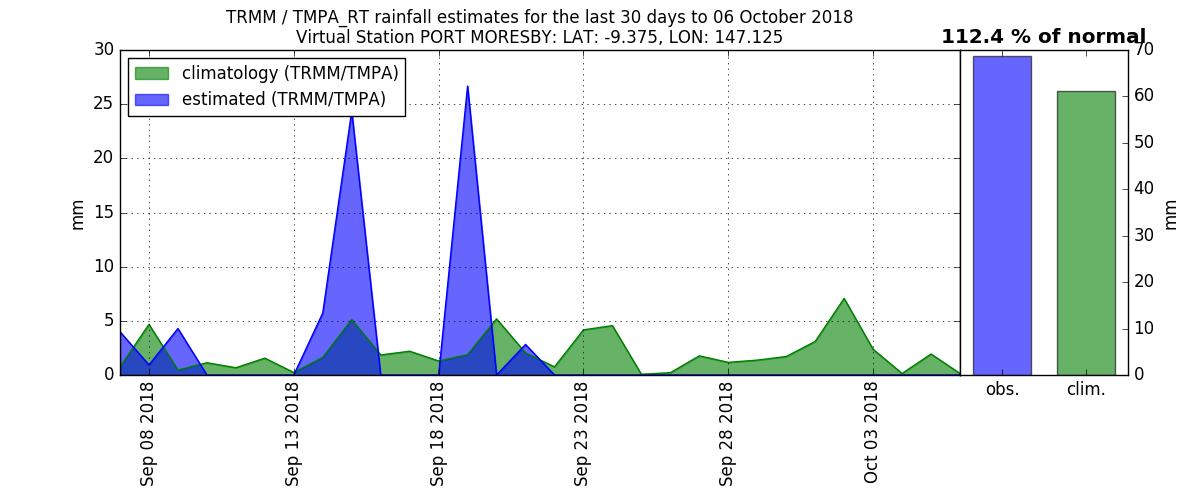 TRMM / TMPA_RT rainfall estimates for the last 30 days to 06 October 2018
Virtual Station PORT MORESBY: LAT: -9.375, LON: 147.125
112.4 % of normal
climatology (TRMM/TMPA)
estimated (TRMM/TMPA)
30
25
20
15
10
5
0
mm
Sep 08 2018
Sep 13 2018
Sep 18 2018
Sep 23 2018
Sep 28 2018
Oct 03 2018
obs.
clim.
70
60
50
40
30
20
10
0
mm